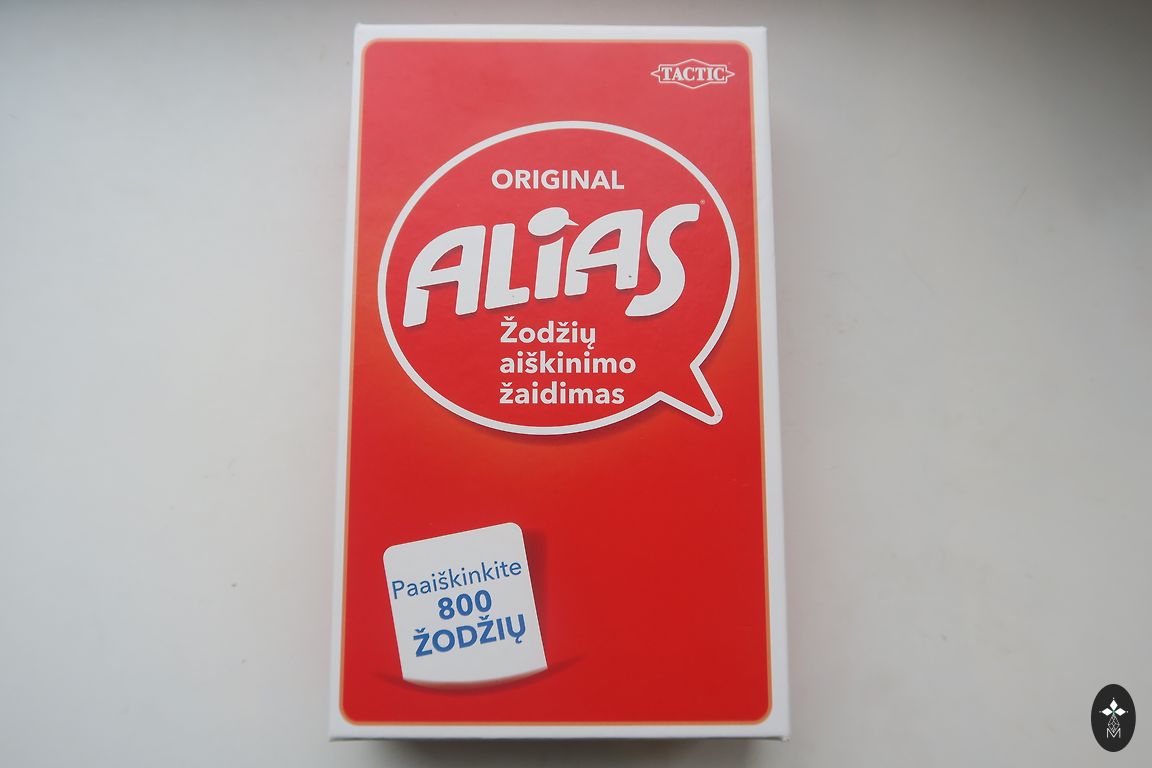 TACTIC
ORIGINAL
ALiAS
Žodžių
aiškinimo
žaidimas
Paaiškinkite
800
ŽODŽIŲ
M